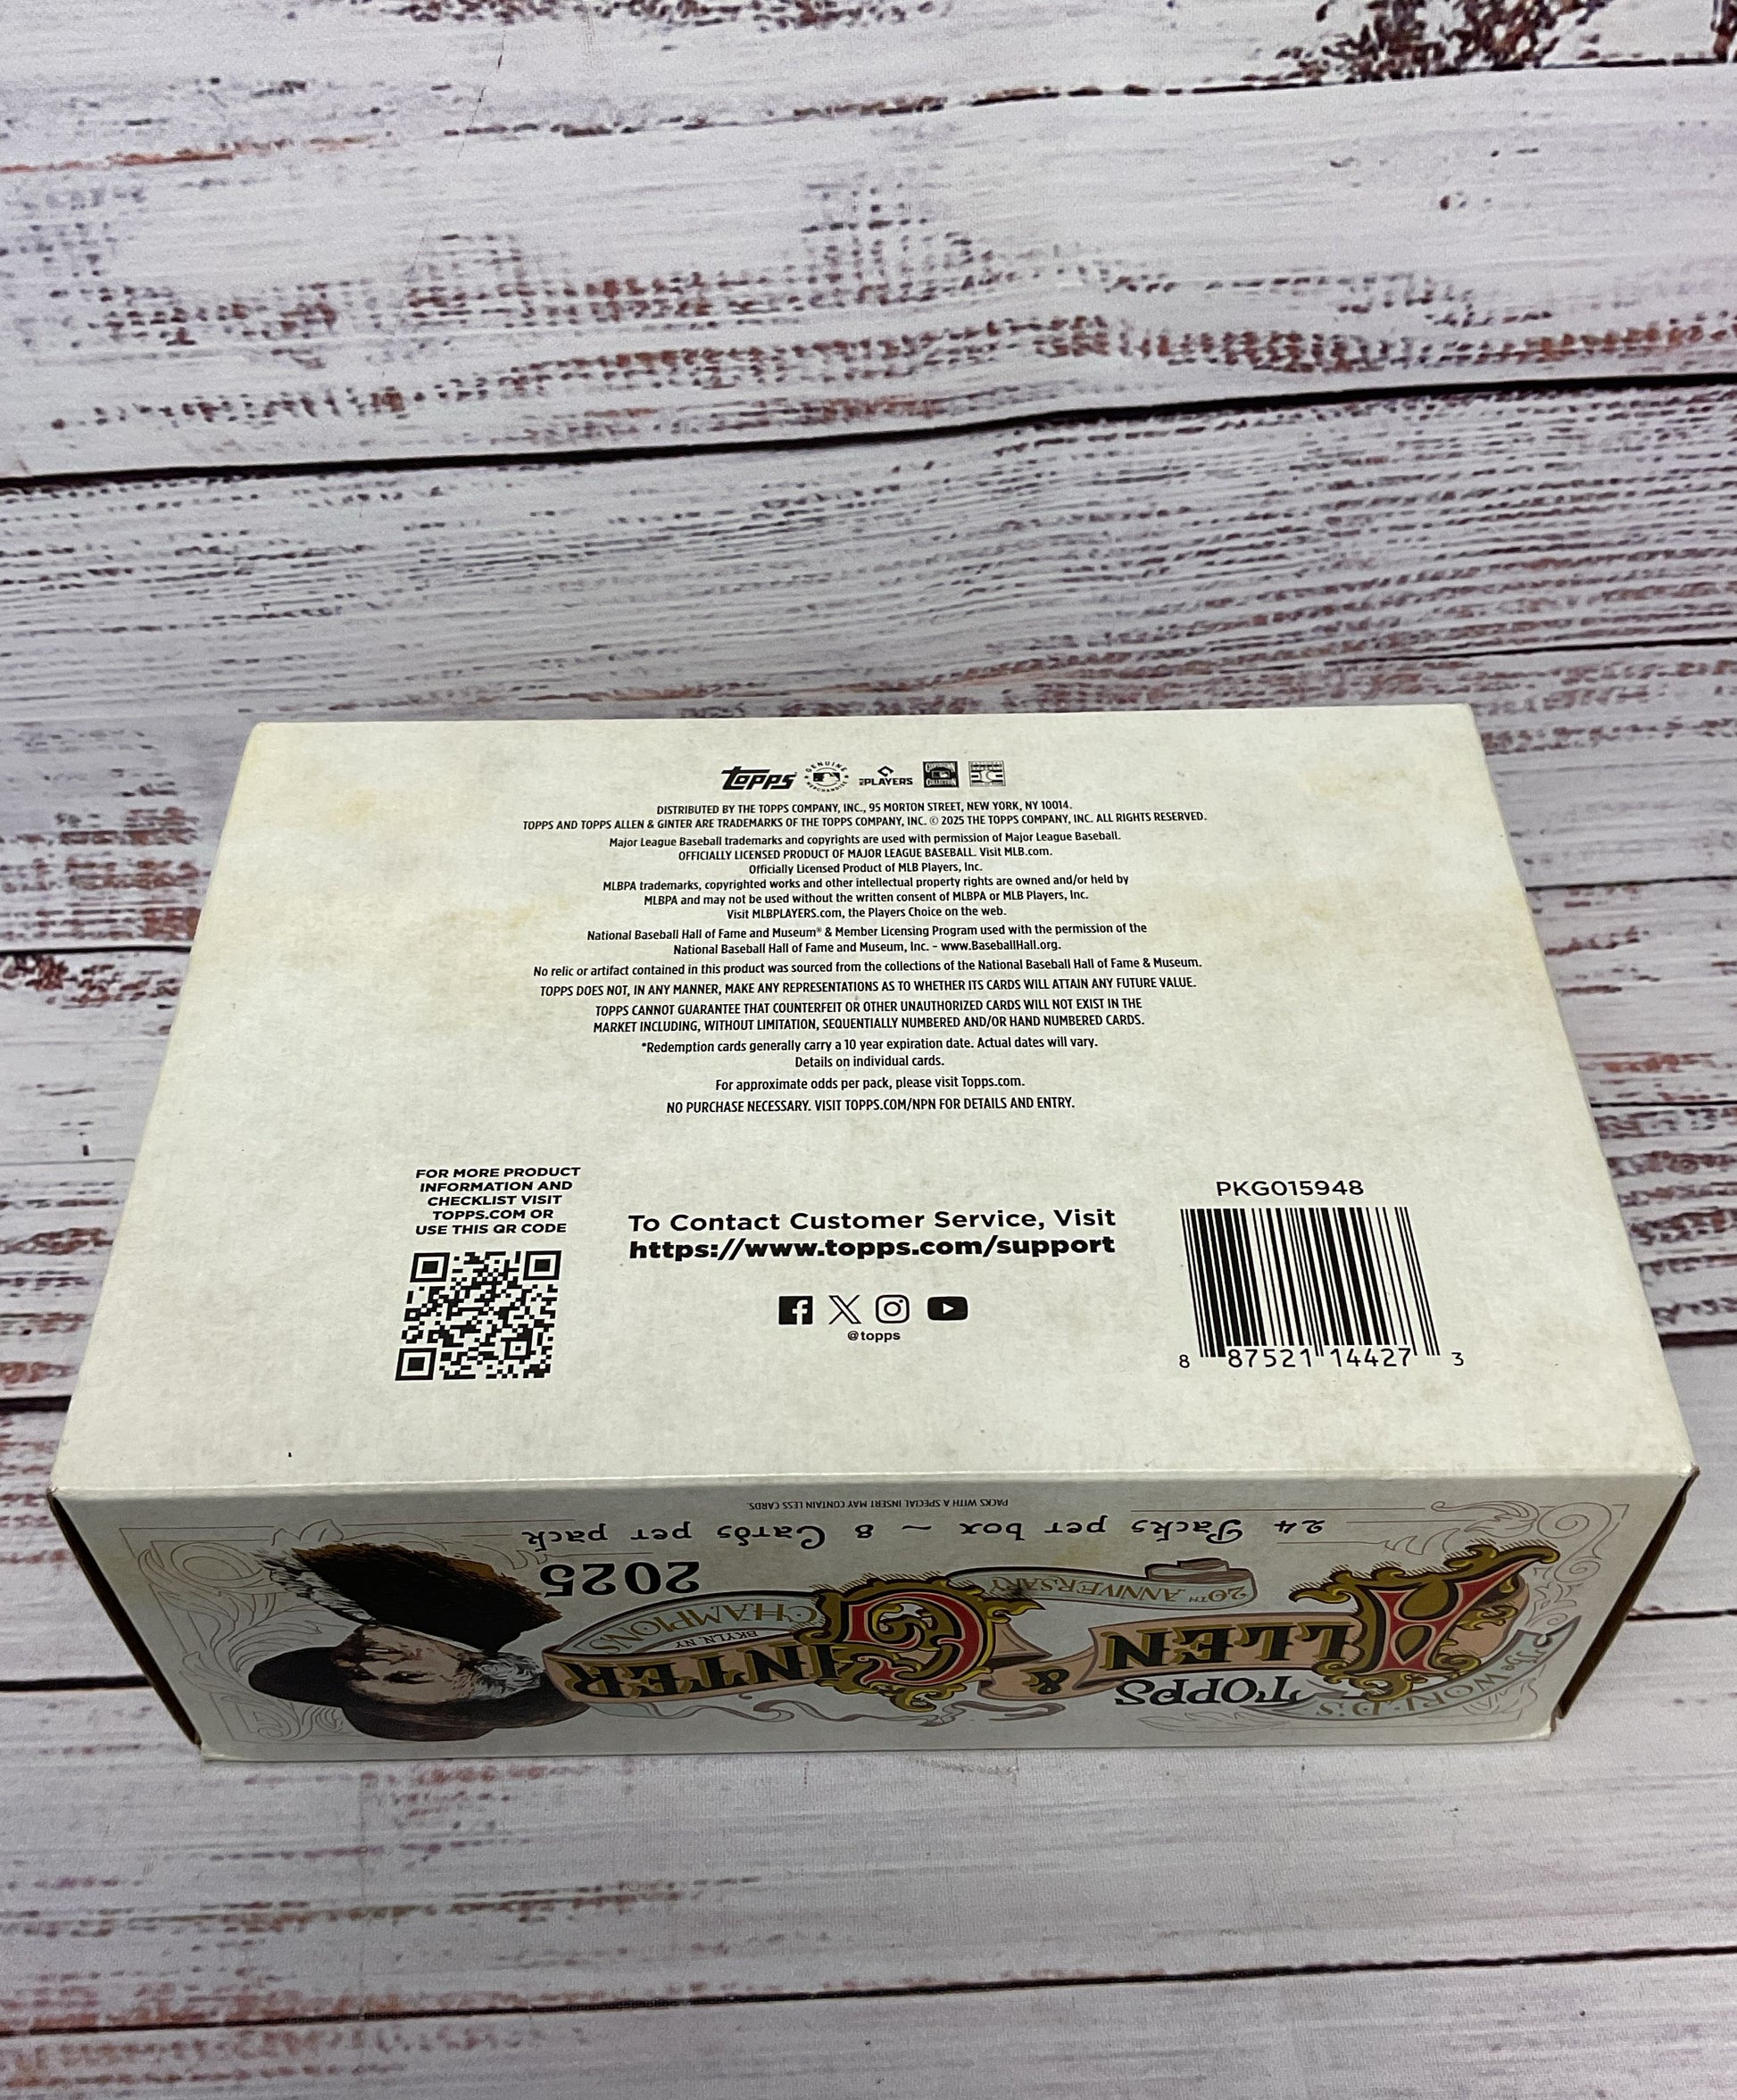 topps GENUINE MERCHANDISE MLBPLAYERS COOPERSTOWN COLLECTION
DISTRIBUTED BY THE TOPPS COMPANY, INC., 95 MORTON STREET, NEW YORK, NY 10014.
TOPPS AND TOPPS ALLEN & GINTER ARE TRADEMARKS OF THE TOPPS COMPANY, INC. © 2025 THE TOPPS COMPANY, INC. ALL RIGHTS RESERVED.
Major League Baseball trademarks and copyrights are used with permission of Major League Baseball.
OFFICIALLY LICENSED PRODUCT OF MAJOR LEAGUE BASEBALL. Visit MLB.com.
Officially Licensed Product of MLB Players, Inc.
MLBPA trademarks, copyrighted works and other intellectual property rights are owned and/or held by
MLBPA and may not be used without the written consent of MLBPA or MLB Players, Inc.
Visit MLBPLAYERS.com, the Players Choice on the web.
National Baseball Hall of Fame and Museum® & Member Licensing Program used with the permission of the
National Baseball Hall of Fame and Museum, Inc. - www.BaseballHall.org.
No relic or artifact contained in this product was sourced from the collections of the National Baseball Hall of Fame & Museum.
TOPPS DOES NOT, IN ANY MANNER, MAKE ANY REPRESENTATIONS AS TO WHETHER ITS CARDS WILL ATTAIN ANY FUTURE VALUE.
TOPPS CANNOT GUARANTEE THAT COUNTERFEIT OR OTHER UNAUTHORIZED CARDS WILL NOT EXIST IN THE
MARKET INCLUDING, WITHOUT LIMITATION, SEQUENTIALLY NUMBERED AND/OR HAND NUMBERED CARDS.
*Redemption cards generally carry a 10 year expiration date. Actual dates will vary.
Details on individual cards.
For approximate odds per pack, please visit Topps.com.
NO PURCHASE NECESSARY. VISIT TOPPS.COM/NPN FOR DETAILS AND ENTRY.
FOR MORE PRODUCT
INFORMATION AND
CHECKLIST VISIT
TOPPS.COM OR
USE THIS QR CODE
To Contact Customer Service, Visit
https://www.topps.com/support
@topps
PKG015948
8 87521 14427 3
The WORLD'S
TOPPS
ALLEN & GINTER
BKLYN. NY
CHAMPIONS
20TH ANNIVERSARY
2025
24 Packs per box ~ 8 Cards per pack
PACKS WITH A SPECIAL INSERT MAY CONTAIN LESS CARDS.